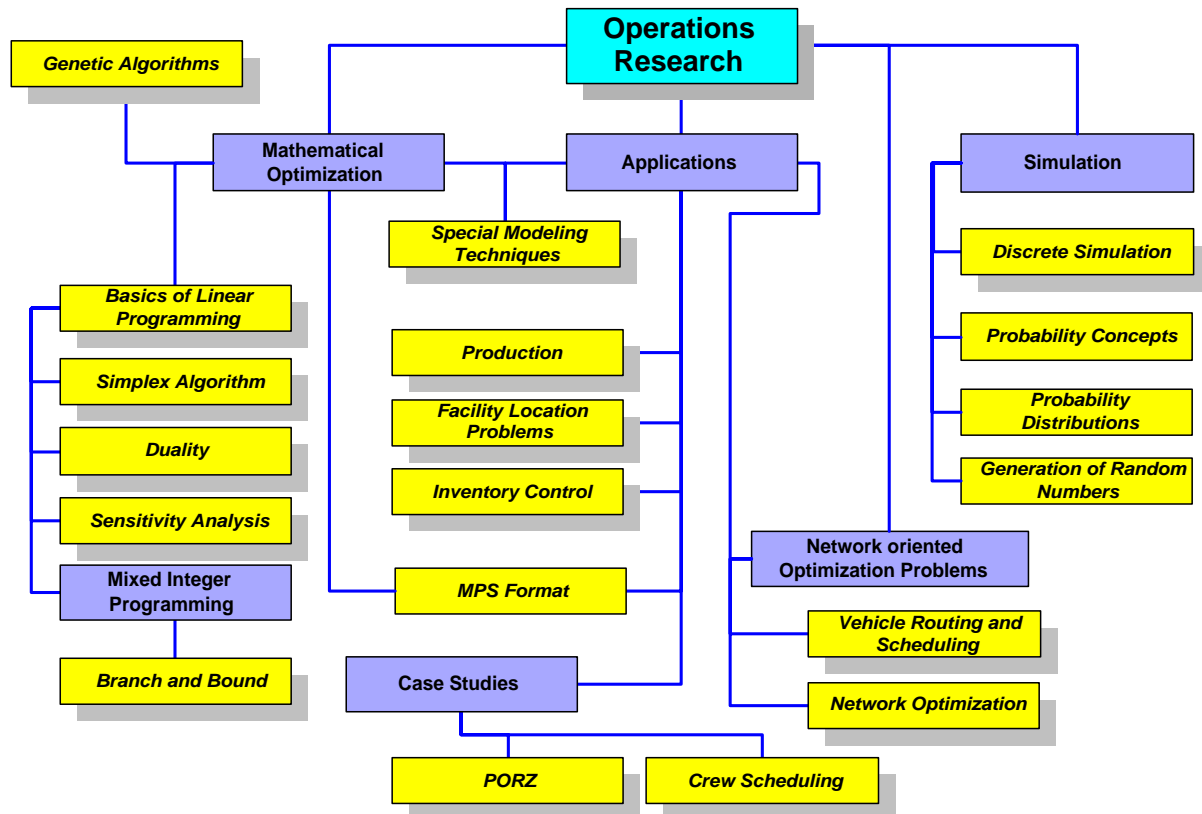 Operations
Research
Genetic Algorithms
Mathematical
Optimization
Applications
Simulation
Special Modeling
Techniques
Discrete Simulation
Basics of Linear
Programming
Production
Probability Concepts
Simplex Algorithm
Facility Location
Problems
Probability
Distributions
Duality
Inventory Control
Generation of Random
Numbers
Sensitivity Analysis
Network oriented
Optimization Problems
Mixed Integer
Programming
MPS Format
Vehicle Routing and
Scheduling
Branch and Bound
Case Studies
Network Optimization
PORZ
Crew Scheduling